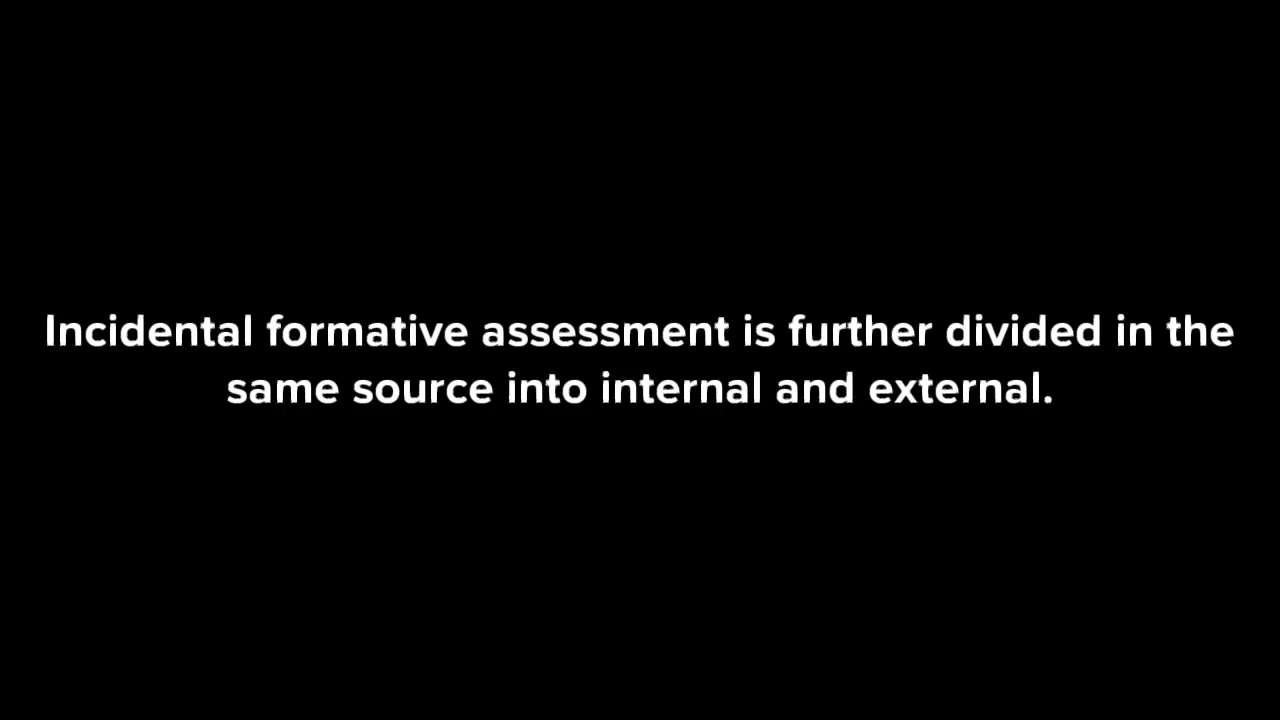 Incidental formative assessment is further divided in the
same source into internal and external.